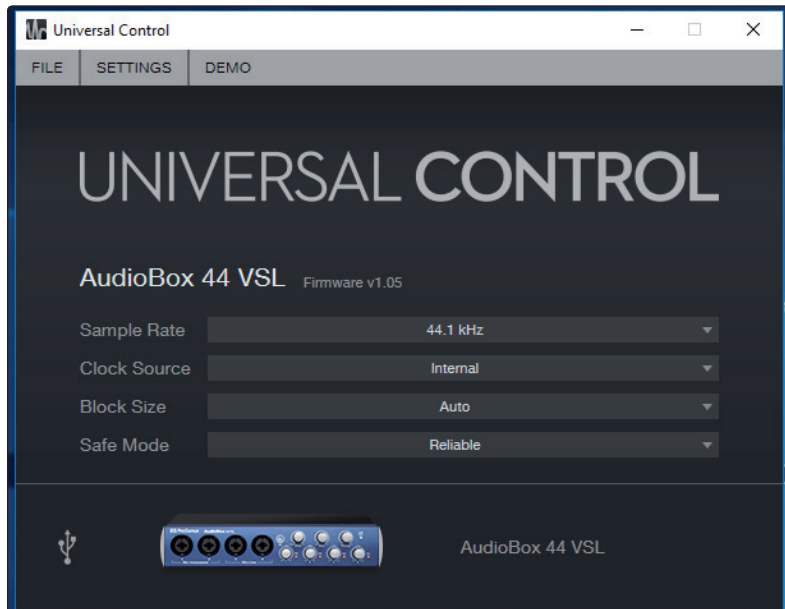 Universal Control
FILE SETTINGS DEMO
UNIVERSAL CONTROL
AudioBox 44 VSL Firmware v1.05
Sample Rate 44.1 kHz
Clock Source Internal
Block Size Auto
Safe Mode Reliable
AudioBox 44 VSL